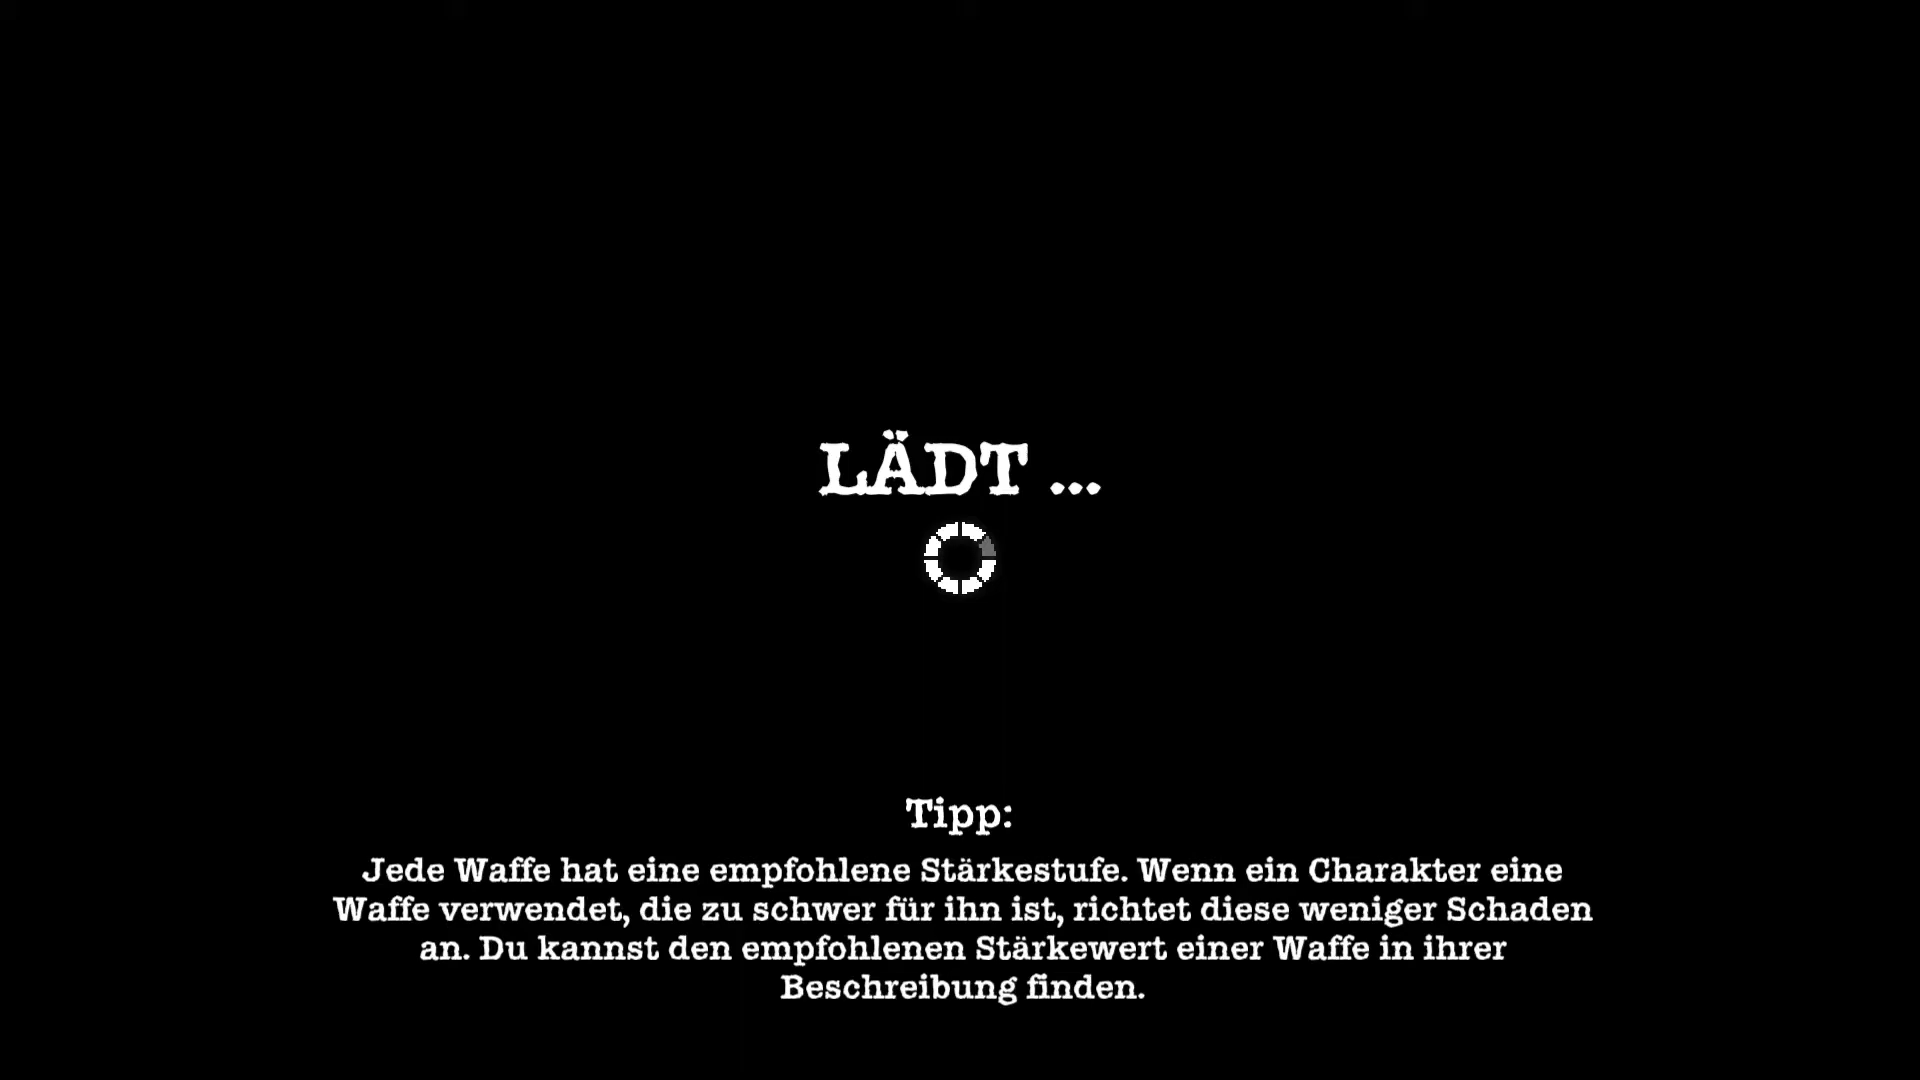 LÄDT ...
Tipp:
Jede Waffe hat eine empfohlene Stärkestufe. Wenn ein Charakter eine
Waffe verwendet, die zu schwer für ihn ist, richtet diese weniger Schaden
an. Du kannst den empfohlenen Stärkewert einer Waffe in ihrer
Beschreibung finden.